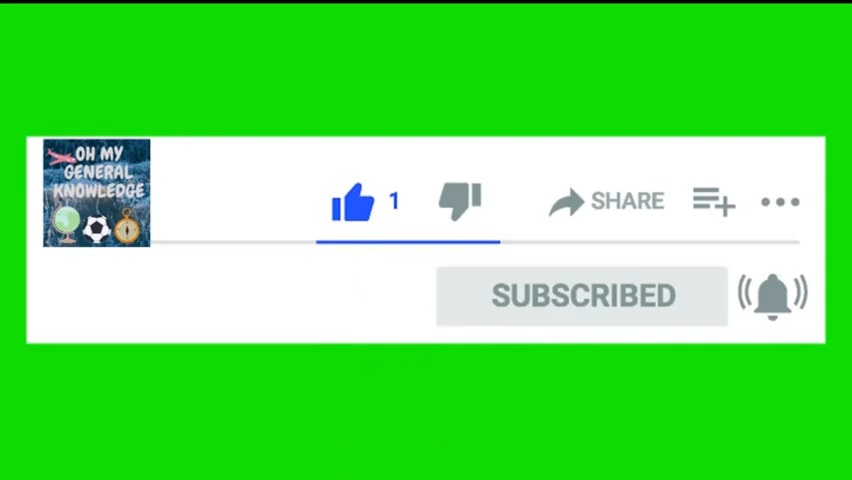 OH MY
GENERAL
KNOWLEDGE
1
SHARE
SUBSCRIBED